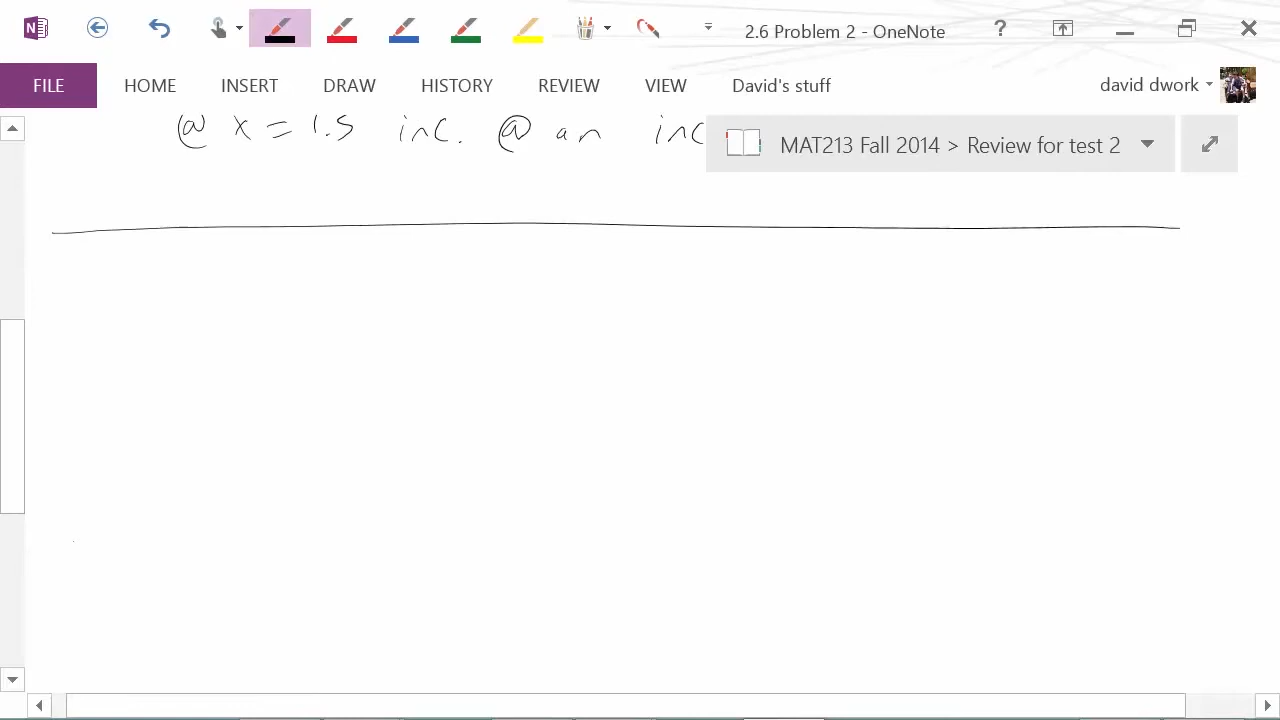 2.6 Problem 2 - OneNote
?
FILE HOME INSERT DRAW HISTORY REVIEW VIEW David's stuff
david dwork
@ x = 1.5 inc. @ an inc
MAT213 Fall 2014 > Review for test 2